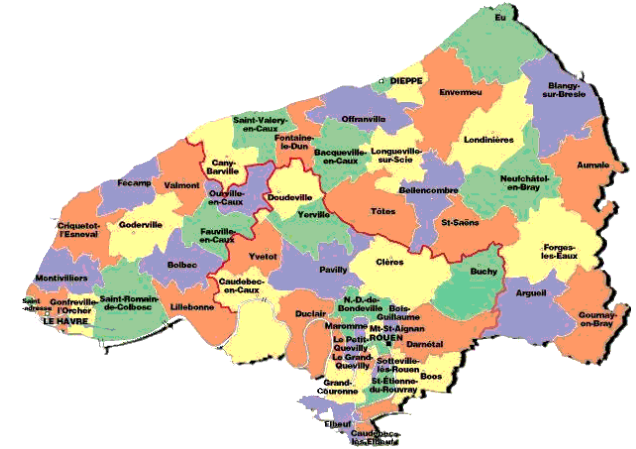 Eu
DIEPPE
Blangy-
sur-Bresle
Envermeu
Offranville
Saint-Valery-
en-Caux
Fontaine-
le-Dun
Londinières
Bacqueville-
en-Caux
Longueville-
sur-Scie
Cany-
Barville
Aumale
Neufchâtel-
en-Bray
Fécamp
Valmont
Ourville-
en-Caux
Bellencombre
Doudeville
Yerville
Tôtes
St-Saëns
Criquetot-
l'Esneval
Goderville
Fauville-
en-Caux
Forges-
les-Eaux
Yvetot
Clères
Bolbec
Pavilly
Buchy
Montivilliers
Caudebec-
en-Caux
Argueil
Saint
-adresse
Gonfreville-
l'Orcher
Saint-Romain-
de-Colbosc
Lillebonne
LE HAVRE
N.-D.-de-
Bondeville
Bois-
Guillaume
Duclair
Gournay-
en-Bray
Maromme
Mt-St-Aignan
ROUEN
Le Petit-
Quevilly
Darnétal
Le Grand-
Quevilly
Sotteville-
lès-Rouen
Boos
Grand-
Couronne
St-Étienne-
du-Rouvray
Elbeuf
Caudebec-
lès-Elbeuf